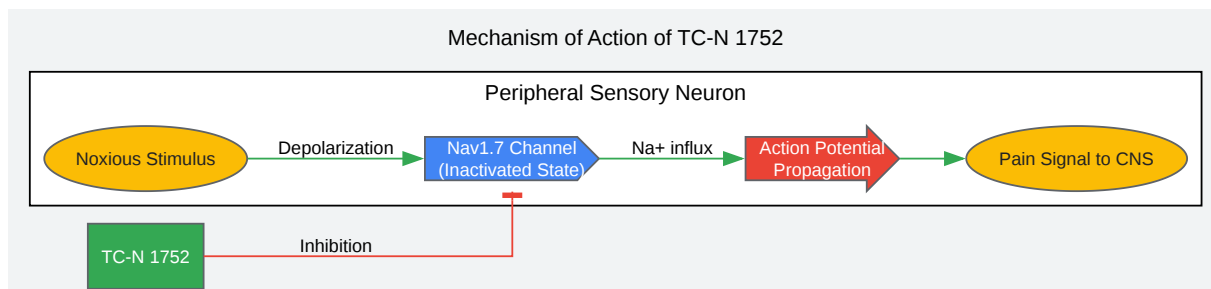 Mechanism of Action of TC-N 1752
Peripheral Sensory Neuron
Noxious Stimulus
Depolarization
Nav1.7 Channel
(Inactivated State)
Na+ influx
Action Potential
Propagation
Pain Signal to CNS
TC-N 1752
Inhibition